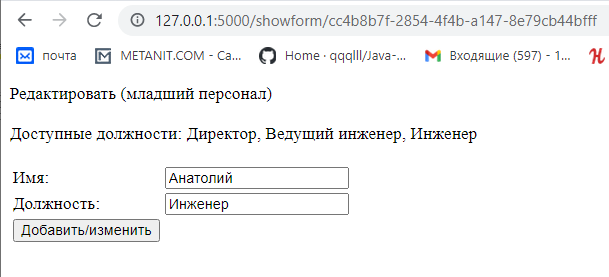 127.0.0.1:5000/showform/cc4b8b7f-2854-4f4b-a147-8e79cb44bfff
почта METANIT.COM - Са... Home · qqqlll/Java-... Входящие (597) - 1...
Редактировать (младший персонал)
Доступные должности: Директор, Ведущий инженер, Инженер
Имя: Анатолий
Должность: Инженер
Добавить/изменить